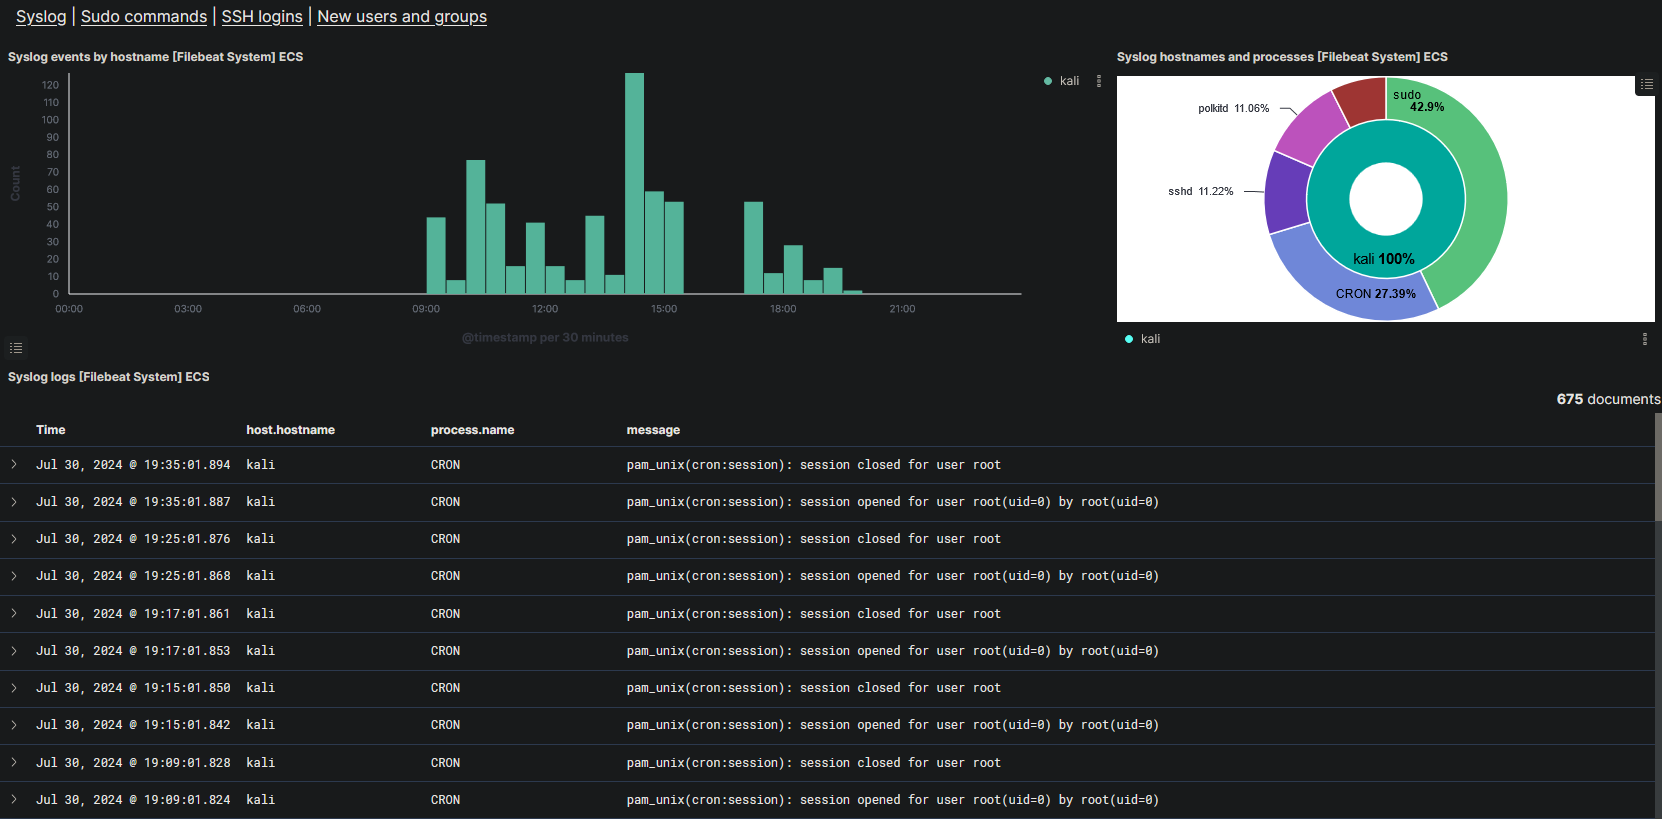 Syslog | Sudo commands | SSH logins | New users and groups
Syslog events by hostname [Filebeat System] ECS
kali
120
110
100
90
80
70
60
50
40
30
20
10
0
Count
00:00 03:00 06:00 09:00 12:00 15:00 18:00 21:00
@timestamp per 30 minutes
Syslog hostnames and processes [Filebeat System] ECS
sudo
42.9%
polkitd 11.06%
sshd 11.22%
kali 100%
CRON 27.39%
kali
Syslog logs [Filebeat System] ECS
675 documents
Time host.hostname process.name message
Jul 30, 2024 @ 19:35:01.894 kali CRON pam_unix(cron:session): session closed for user root
Jul 30, 2024 @ 19:35:01.887 kali CRON pam_unix(cron:session): session opened for user root(uid=0) by root(uid=0)
Jul 30, 2024 @ 19:25:01.876 kali CRON pam_unix(cron:session): session closed for user root
Jul 30, 2024 @ 19:25:01.868 kali CRON pam_unix(cron:session): session opened for user root(uid=0) by root(uid=0)
Jul 30, 2024 @ 19:17:01.861 kali CRON pam_unix(cron:session): session closed for user root
Jul 30, 2024 @ 19:17:01.853 kali CRON pam_unix(cron:session): session opened for user root(uid=0) by root(uid=0)
Jul 30, 2024 @ 19:15:01.850 kali CRON pam_unix(cron:session): session closed for user root
Jul 30, 2024 @ 19:15:01.842 kali CRON pam_unix(cron:session): session opened for user root(uid=0) by root(uid=0)
Jul 30, 2024 @ 19:09:01.828 kali CRON pam_unix(cron:session): session closed for user root
Jul 30, 2024 @ 19:09:01.824 kali CRON pam_unix(cron:session): session opened for user root(uid=0) by root(uid=0)